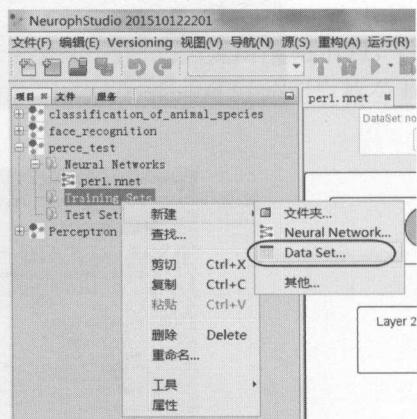 NeurophStudio 201510122201
文件(F) 编辑(E) Versioning 视图(V) 导航(N) 源(S) 重构(A) 运行(R)
项目 文件 服务
per1.nnet
classification_of_animal_species
face_recognition
perce_test
Neural Networks
per1.nnet
Training Sets
Test Sets
Perceptron
DataSet no
新建
查找...
剪切 Ctrl+X
复制 Ctrl+C
粘贴 Ctrl+V
删除 Delete
重命名...
工具
属性
文件夹...
Neural Network...
Data Set...
其他...
Layer 2